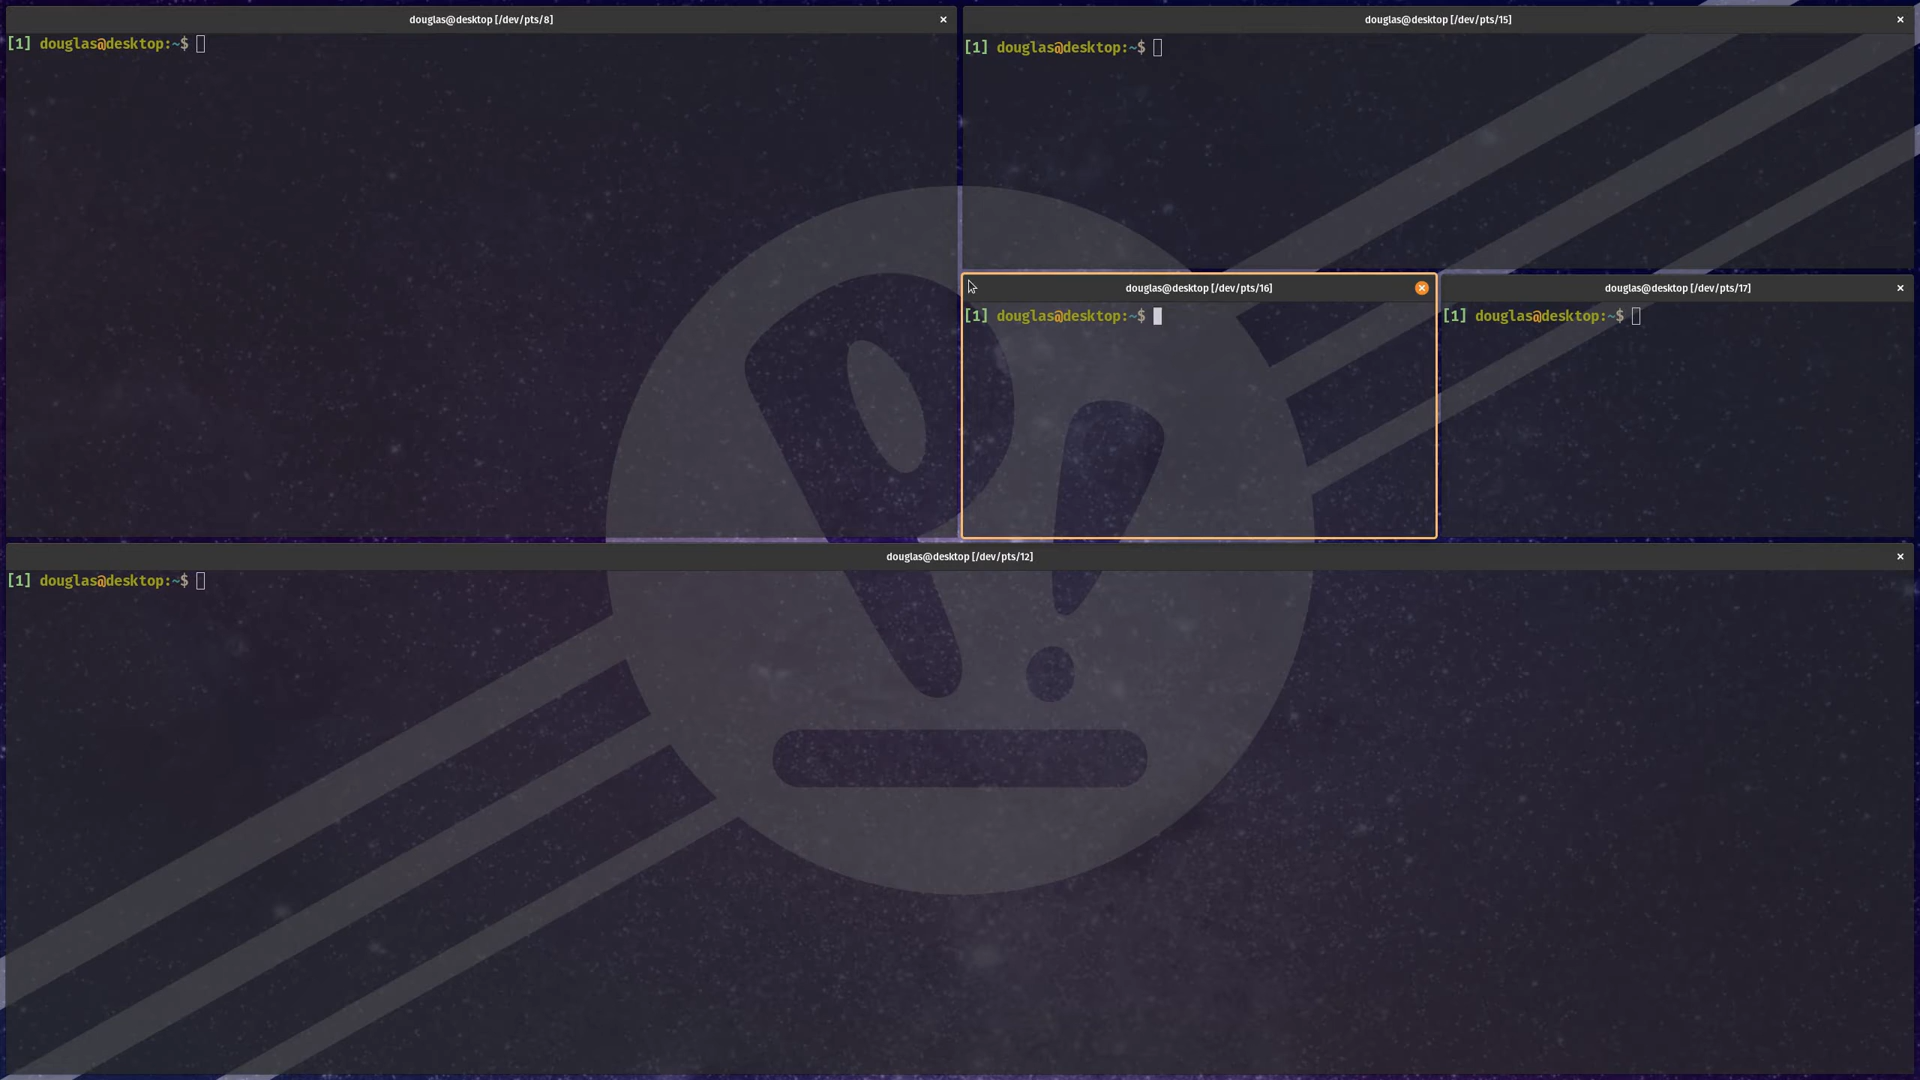 douglas@desktop [/dev/pts/8] ×
[1] douglas@desktop:~$
douglas@desktop [/dev/pts/15] ×
[1] douglas@desktop:~$
douglas@desktop [/dev/pts/16] ×
[1] douglas@desktop:~$
douglas@desktop [/dev/pts/17] ×
[1] douglas@desktop:~$
douglas@desktop [/dev/pts/12] ×
[1] douglas@desktop:~$